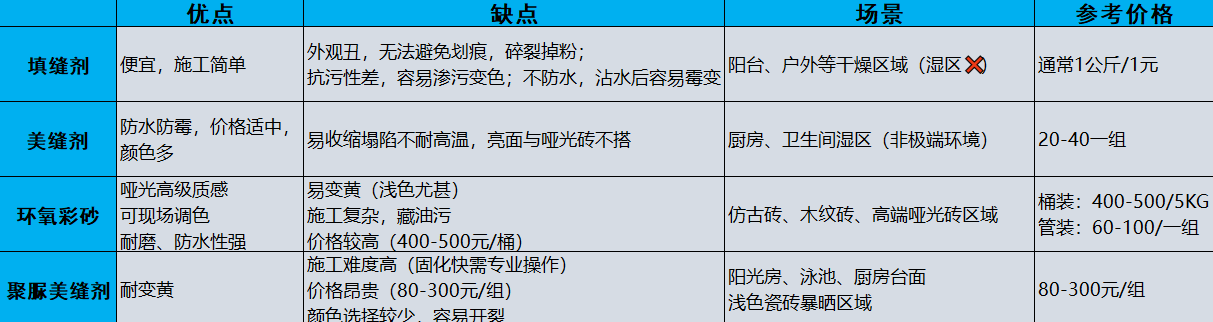 优点 缺点 场景 参考价格
填缝剂
便宜，施工简单
外观丑，无法避免划痕，碎裂掉粉；
抗污性差，容易渗污变色；不防水，沾水后容易霉变
阳台、户外等干燥区域（湿区❌）
通常1公斤/1元
美缝剂
防水防霉，价格适中，
颜色多
易收缩塌陷不耐高温，亮面与哑光砖不搭
厨房、卫生间湿区（非极端环境）
20-40一组
环氧彩砂
哑光高级质感
可现场调色
耐磨、防水性强
易变黄（浅色尤甚）
施工复杂，藏油污
价格较高（400-500元/桶）
仿古砖、木纹砖、高端哑光砖区域
桶装：400-500/5KG
管装：60-100/一组
聚脲美缝剂
耐变黄
施工难度高（固化快需专业操作）
价格昂贵（80-300元/组）
颜色选择较少，容易开裂
阳光房、泳池、厨房台面
浅色瓷砖暴晒区域
80-300元/组